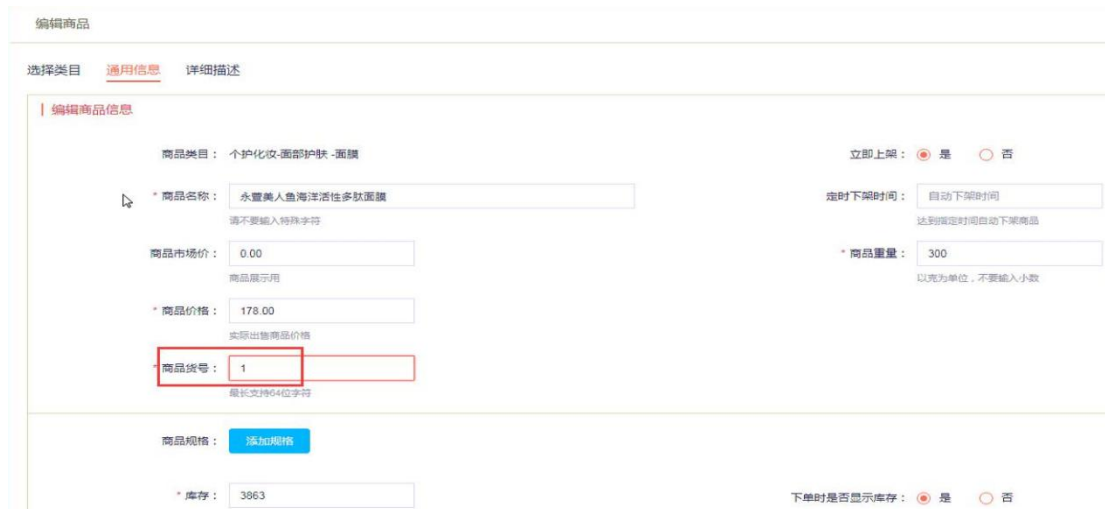 编辑商品
选择类目 通用信息 详细描述
编辑商品信息
商品类目： 个护化妆-面部护肤 -面膜 立即上架： 是 否
* 商品名称： 永豐美人鱼海洋活性多肽面膜 定时下架时间： 自动下架时间
请不要输入特殊字符 达到指定时间自动下架商品
商品市场价： 0.00 * 商品重量： 300
商品展示用 以克为单位，不要输入小数
* 商品价格： 178.00
实际出售商品价格
* 商品货号： 1
最长支持64位字符
商品规格： 添加规格
* 库存： 3863 下单时是否显示库存： 是 否